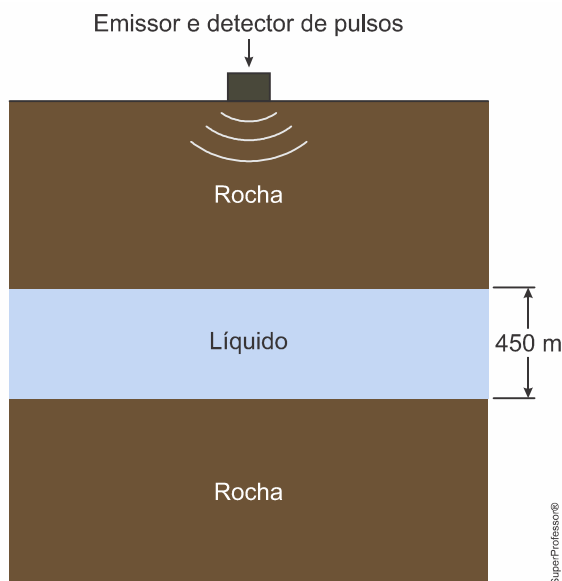 Emissor e detector de pulsos
Rocha
Líquido
450 m
Rocha
SuperProfessor®